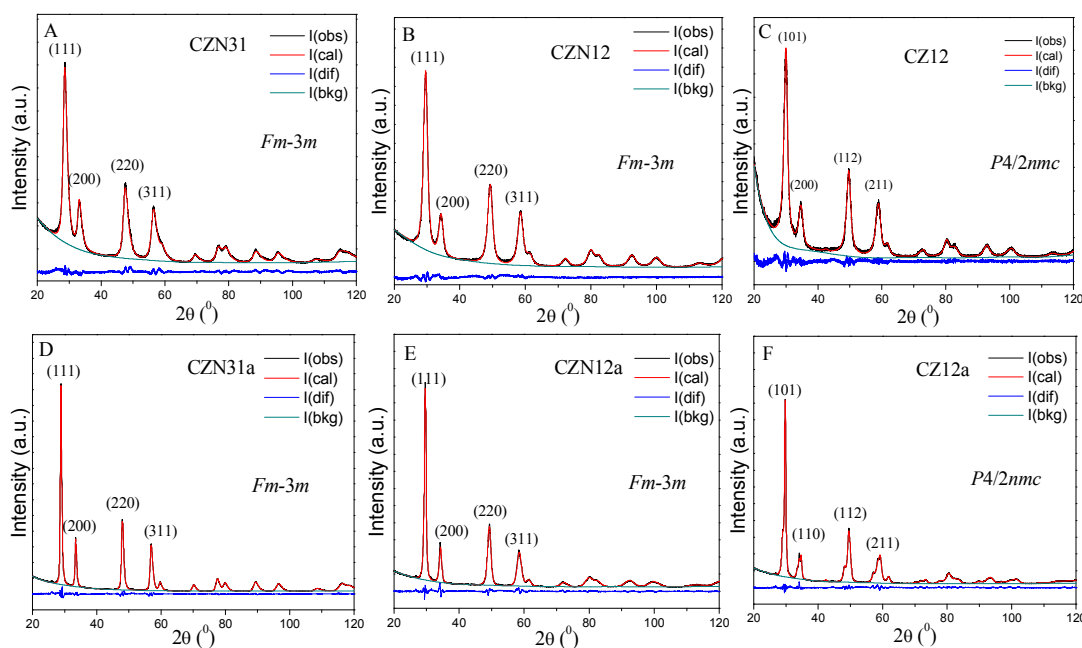 A
CZN31
(111)
(200)
(220)
(311)
I(obs)
I(cal)
I(dif)
I(bkg)
Fm-3m
Intensity (a.u.)
20 40 60 80 100 120
2θ (⁰)
B
CZN12
(111)
(200)
(220)
(311)
I(obs)
I(cal)
I(dif)
I(bkg)
Fm-3m
Intensity (a.u.)
20 40 60 80 100 120
2θ (⁰)
C
CZ12
(101)
(200)
(112)
(211)
I(obs)
I(cal)
I(dif)
I(bkg)
P4/2nmc
Intensity (a.u.)
20 40 60 80 100 120
2θ (⁰)
D
CZN31a
(111)
(200)
(220)
(311)
I(obs)
I(cal)
I(dif)
I(bkg)
Fm-3m
Intensity (a.u.)
20 40 60 80 100 120
2θ (⁰)
E
CZN12a
(111)
(200)
(220)
(311)
I(obs)
I(cal)
I(dif)
I(bkg)
Fm-3m
Intensity (a.u.)
20 40 60 80 100 120
2θ (⁰)
F
CZ12a
(101)
(110)
(112)
(211)
I(obs)
I(cal)
I(dif)
I(bkg)
P4/2nmc
Intensity (a.u.)
20 40 60 80 100 120
2θ (⁰)